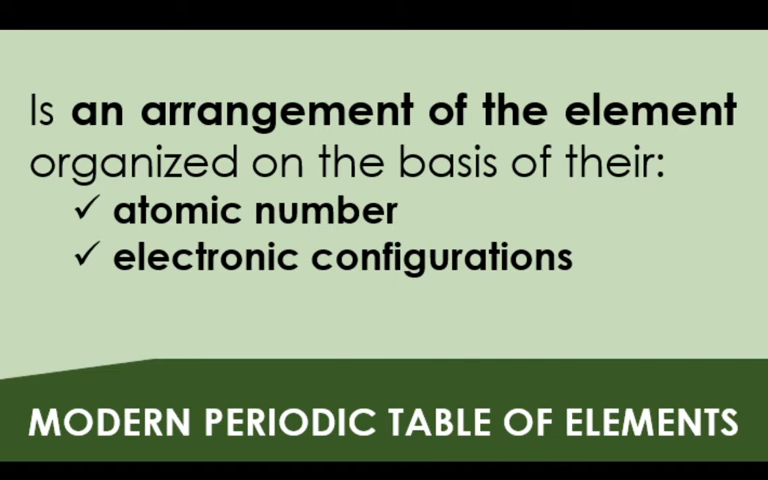 Is an arrangement of the element
organized on the basis of their:
✓ atomic number
✓ electronic configurations
MODERN PERIODIC TABLE OF ELEMENTS